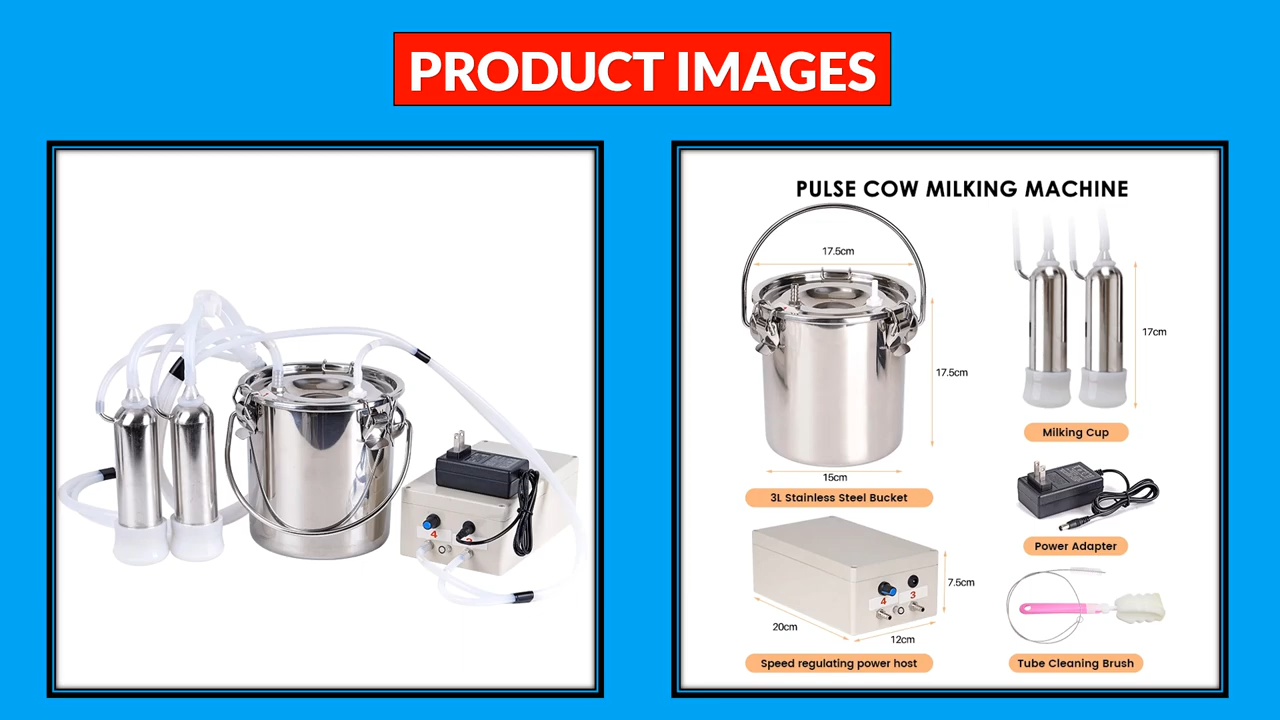 PRODUCT IMAGES
PULSE COW MILKING MACHINE
17.5cm
17.5cm
15cm
3L Stainless Steel Bucket
17cm
Milking Cup
Power Adapter
4
3
7.5cm
20cm
12cm
Speed regulating power host
Tube Cleaning Brush
4